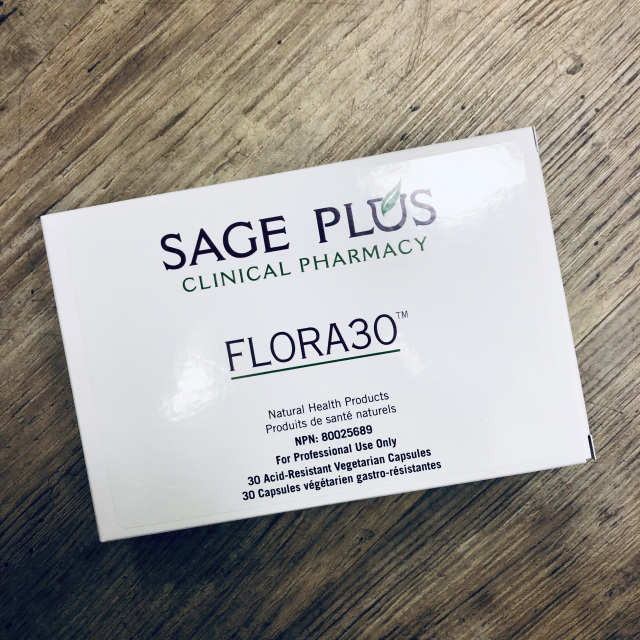 SAGE PLUS
CLINICAL PHARMACY
FLORA30™
Natural Health Products
Produits de santé naturels
NPN: 80025689
For Professional Use Only
30 Acid-Resistant Vegetarian Capsules
30 Capsules végétarien gastro-résistantes